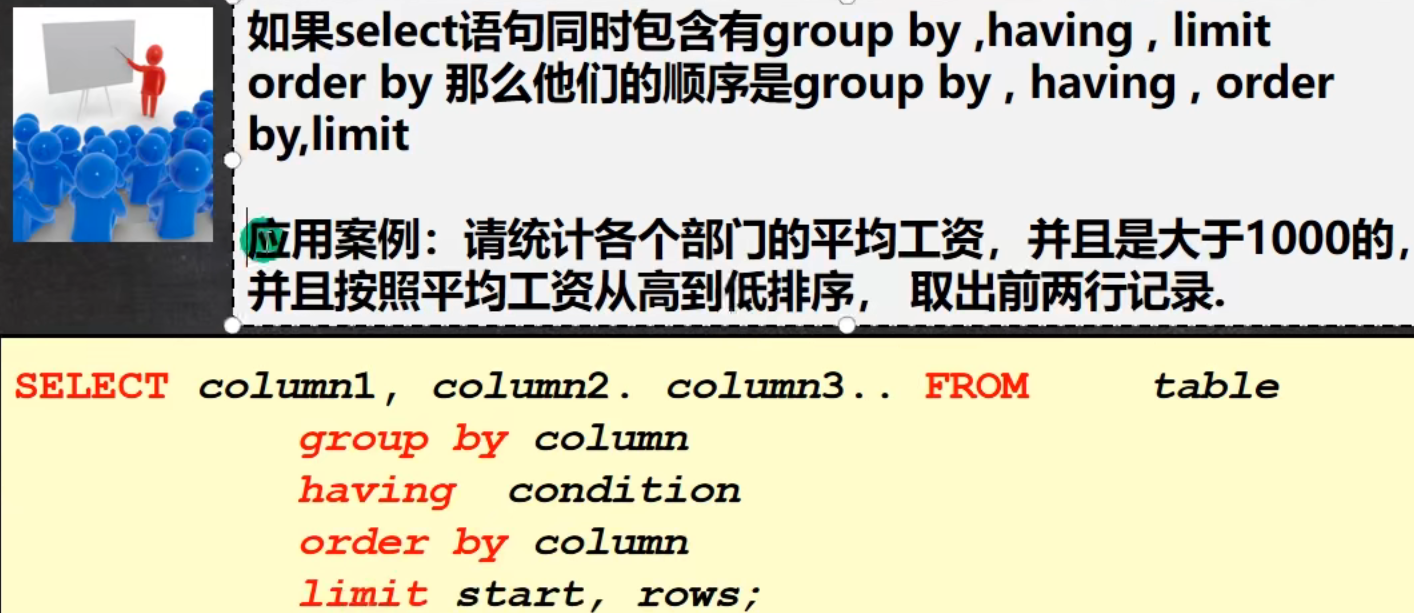 如果select语句同时包含有group by ,having , limit
order by 那么他们的顺序是group by , having , order
by,limit
应用案例：请统计各个部门的平均工资，并且是大于1000的，
并且按照平均工资从高到低排序， 取出前两行记录.
SELECT column1, column2. column3.. FROM table
group by column
having condition
order by column
limit start, rows;